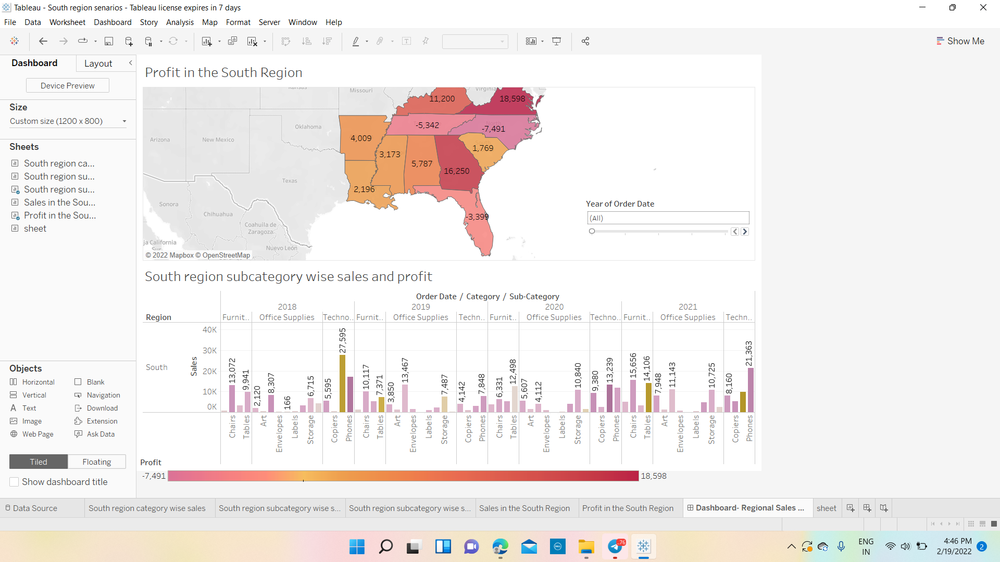 Tableau - South region senarios - Tableau license expires in 7 days
File Data Worksheet Dashboard Story Analysis Map Format Server Window Help
Show Me
Dashboard
Layout
Device Preview
Size
Custom size (1200 x 800)
Sheets
South region ca...
South region su...
South region su...
Sales in the Sou...
Profit in the Sou...
sheet
Objects
Horizontal Blank
Vertical Navigation
Text Download
Image Extension
Web Page Ask Data
Tiled Floating
Show dashboard title
Profit in the South Region
Kansas
Missouri
Virginia
Oklahoma
Arizona
New Mexico
Texas
Sonora
Chihuahua
Coahuila de
Zaragoza
Nuevo León
ja California
Sur
11,200
18,598
-5,342
-7,491
4,009
3,173
1,769
5,787
16,250
2,196
-3,399
© 2022 Mapbox © OpenStreetMap
Year of Order Date
(All)
South region subcategory wise sales and profit
Order Date / Category / Sub-Category
2018 2019 2020 2021
Region
Furnit.. Office Supplies Techno.. Furnit.. Office Supplies Techn.. Furnit.. Office Supplies Techno.. Furnit.. Office Supplies Techn..
South
Sales
40K
30K
20K
10K
0K
13,072 9,941 2,120 8,307 166 6,715 5,595 27,595
10,117 7,371 3,850 13,467 7,487 4,142 7,848
6,331 12,498 5,607 4,112 10,840 9,380 13,239
15,656 14,106 7,948 11,143 10,725 8,160 21,363
Chairs Tables Art Envelopes Labels Storage Copiers Phones
Chairs Tables Art Envelopes Labels Storage Copiers Phones
Chairs Tables Art Envelopes Labels Storage Copiers Phones
Chairs Tables Art Envelopes Labels Storage Copiers Phones
Profit
-7,491 18,598
Data Source South region category wise sales South region subcategory wise s... South region subcategory wise s... Sales in the South Region Profit in the South Region Dashboard- Regional Sales ... sheet
..76
DELL
ENG
IN
4:46 PM
2/19/2022
2